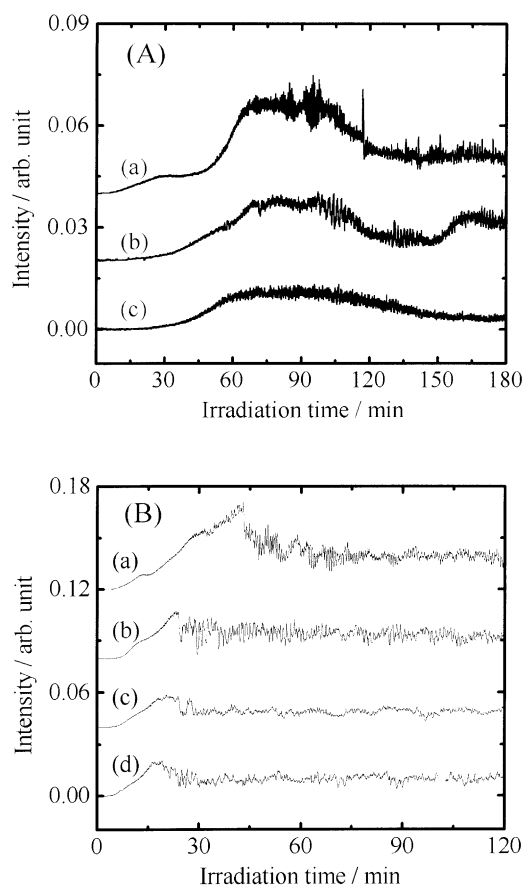 (A)
0.09
0.06
0.03
0.00
Intensity / arb. unit
(a)
(b)
(c)
0 30 60 90 120 150 180
Irradiation time / min
(B)
0.18
0.12
0.06
0.00
Intensity / arb. unit
(a)
(b)
(c)
(d)
0 30 60 90 120
Irradiation time / min